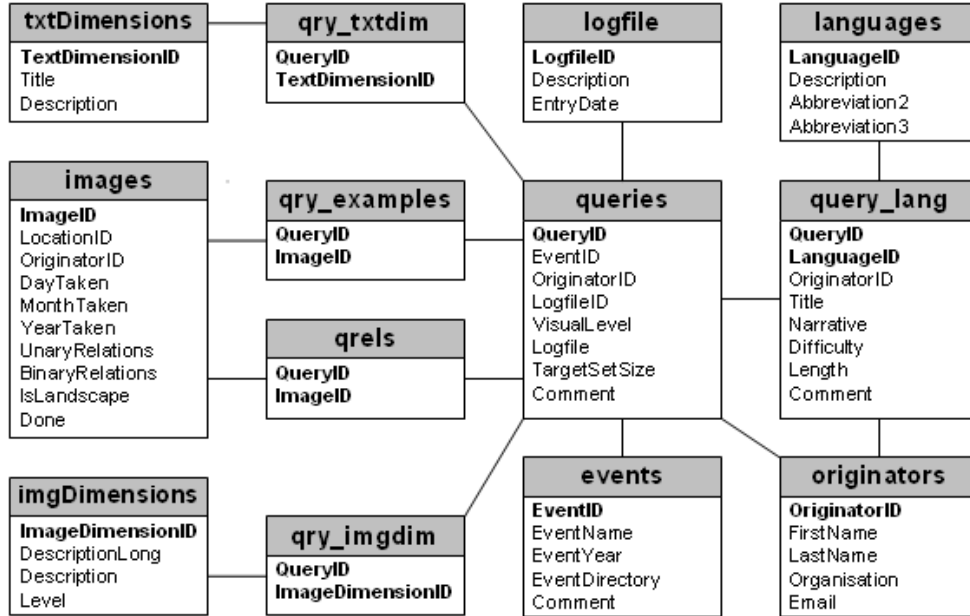 txtDimensions
TextDimensionID
Title
Description
qry_txtdim
QueryID
TextDimensionID
logfile
LogfileID
Description
EntryDate
languages
LanguageID
Description
Abbreviation2
Abbreviation3
images
ImageID
LocationID
OriginatorID
DayTaken
MonthTaken
YearTaken
UnaryRelations
BinaryRelations
IsLandscape
Done
qry_examples
QueryID
ImageID
qrels
QueryID
ImageID
queries
QueryID
EventID
OriginatorID
LogfileID
VisualLevel
Logfile
TargetSetSize
Comment
query_lang
QueryID
LanguageID
OriginatorID
Title
Narrative
Difficulty
Length
Comment
imgDimensions
ImageDimensionID
DescriptionLong
Description
Level
qry_imgdim
QueryID
ImageDimensionID
events
EventID
EventName
EventYear
EventDirectory
Comment
originators
OriginatorID
FirstName
LastName
Organisation
Email